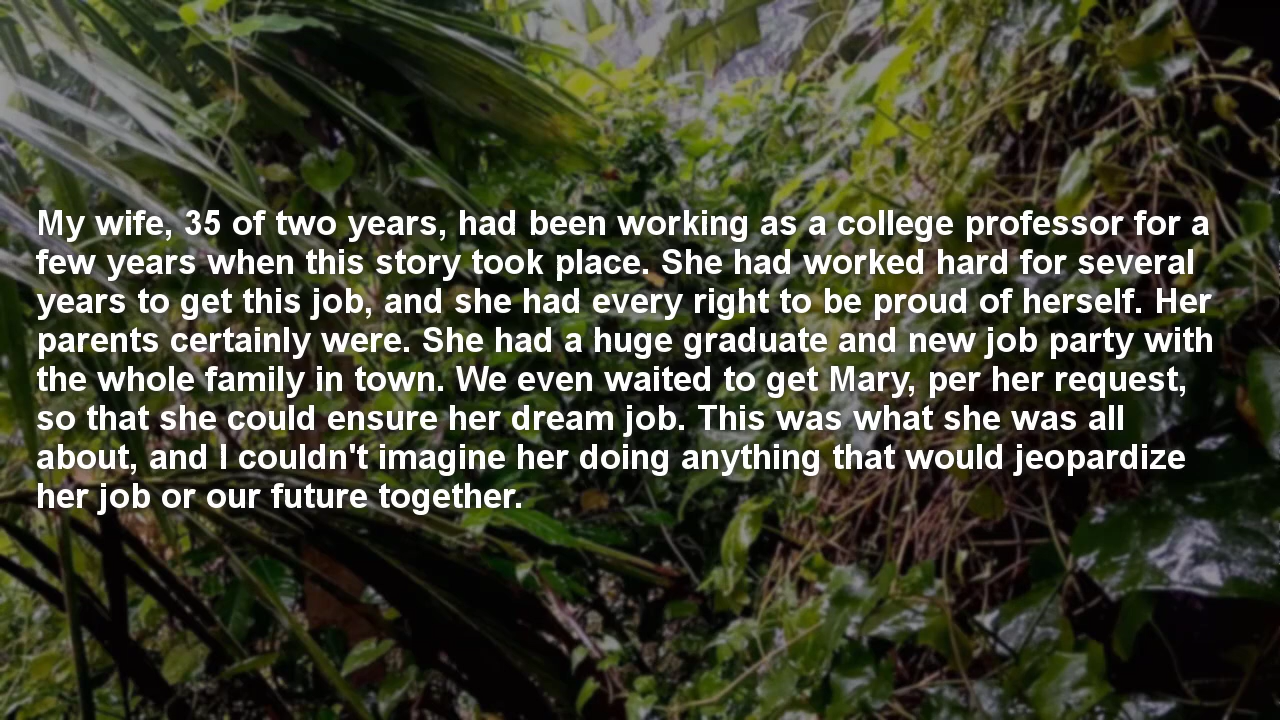 My wife, 35 of two years, had been working as a college professor for a
few years when this story took place. She had worked hard for several
years to get this job, and she had every right to be proud of herself. Her
parents certainly were. She had a huge graduate and new job party with
the whole family in town. We even waited to get Mary, per her request,
so that she could ensure her dream job. This was what she was all
about, and I couldn't imagine her doing anything that would jeopardize
her job or our future together.